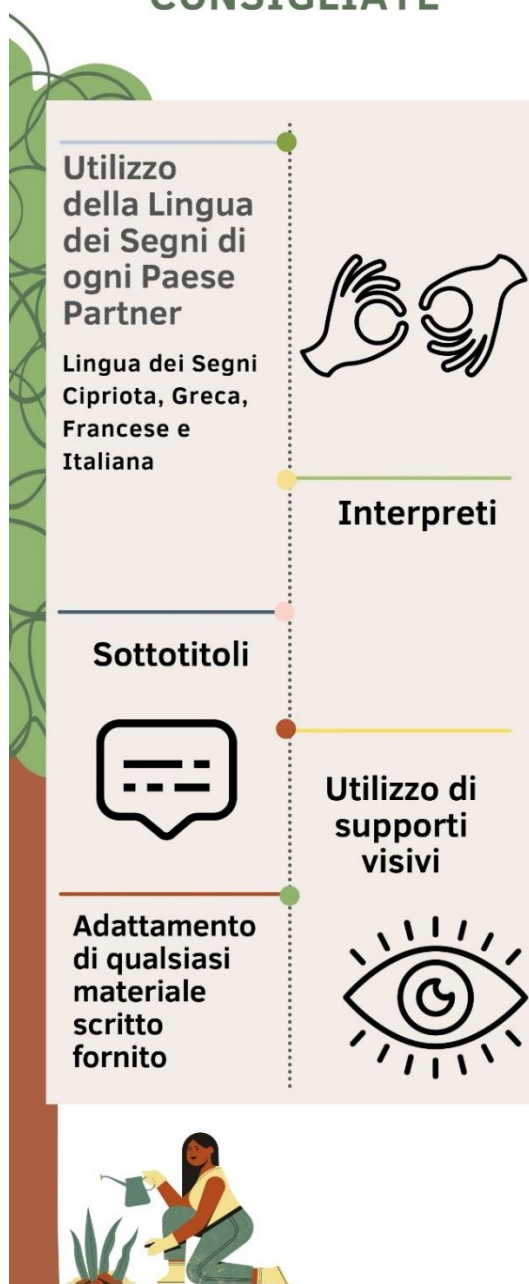 CONSIGLIATE
Utilizzo
della Lingua
dei Segni di
ogni Paese
Partner
Lingua dei Segni
Cipriota, Greca,
Francese e
Italiana
Interpreti
Sottotitoli
Utilizzo di
supporti
visivi
Adattamento
di qualsiasi
materiale
scritto
fornito